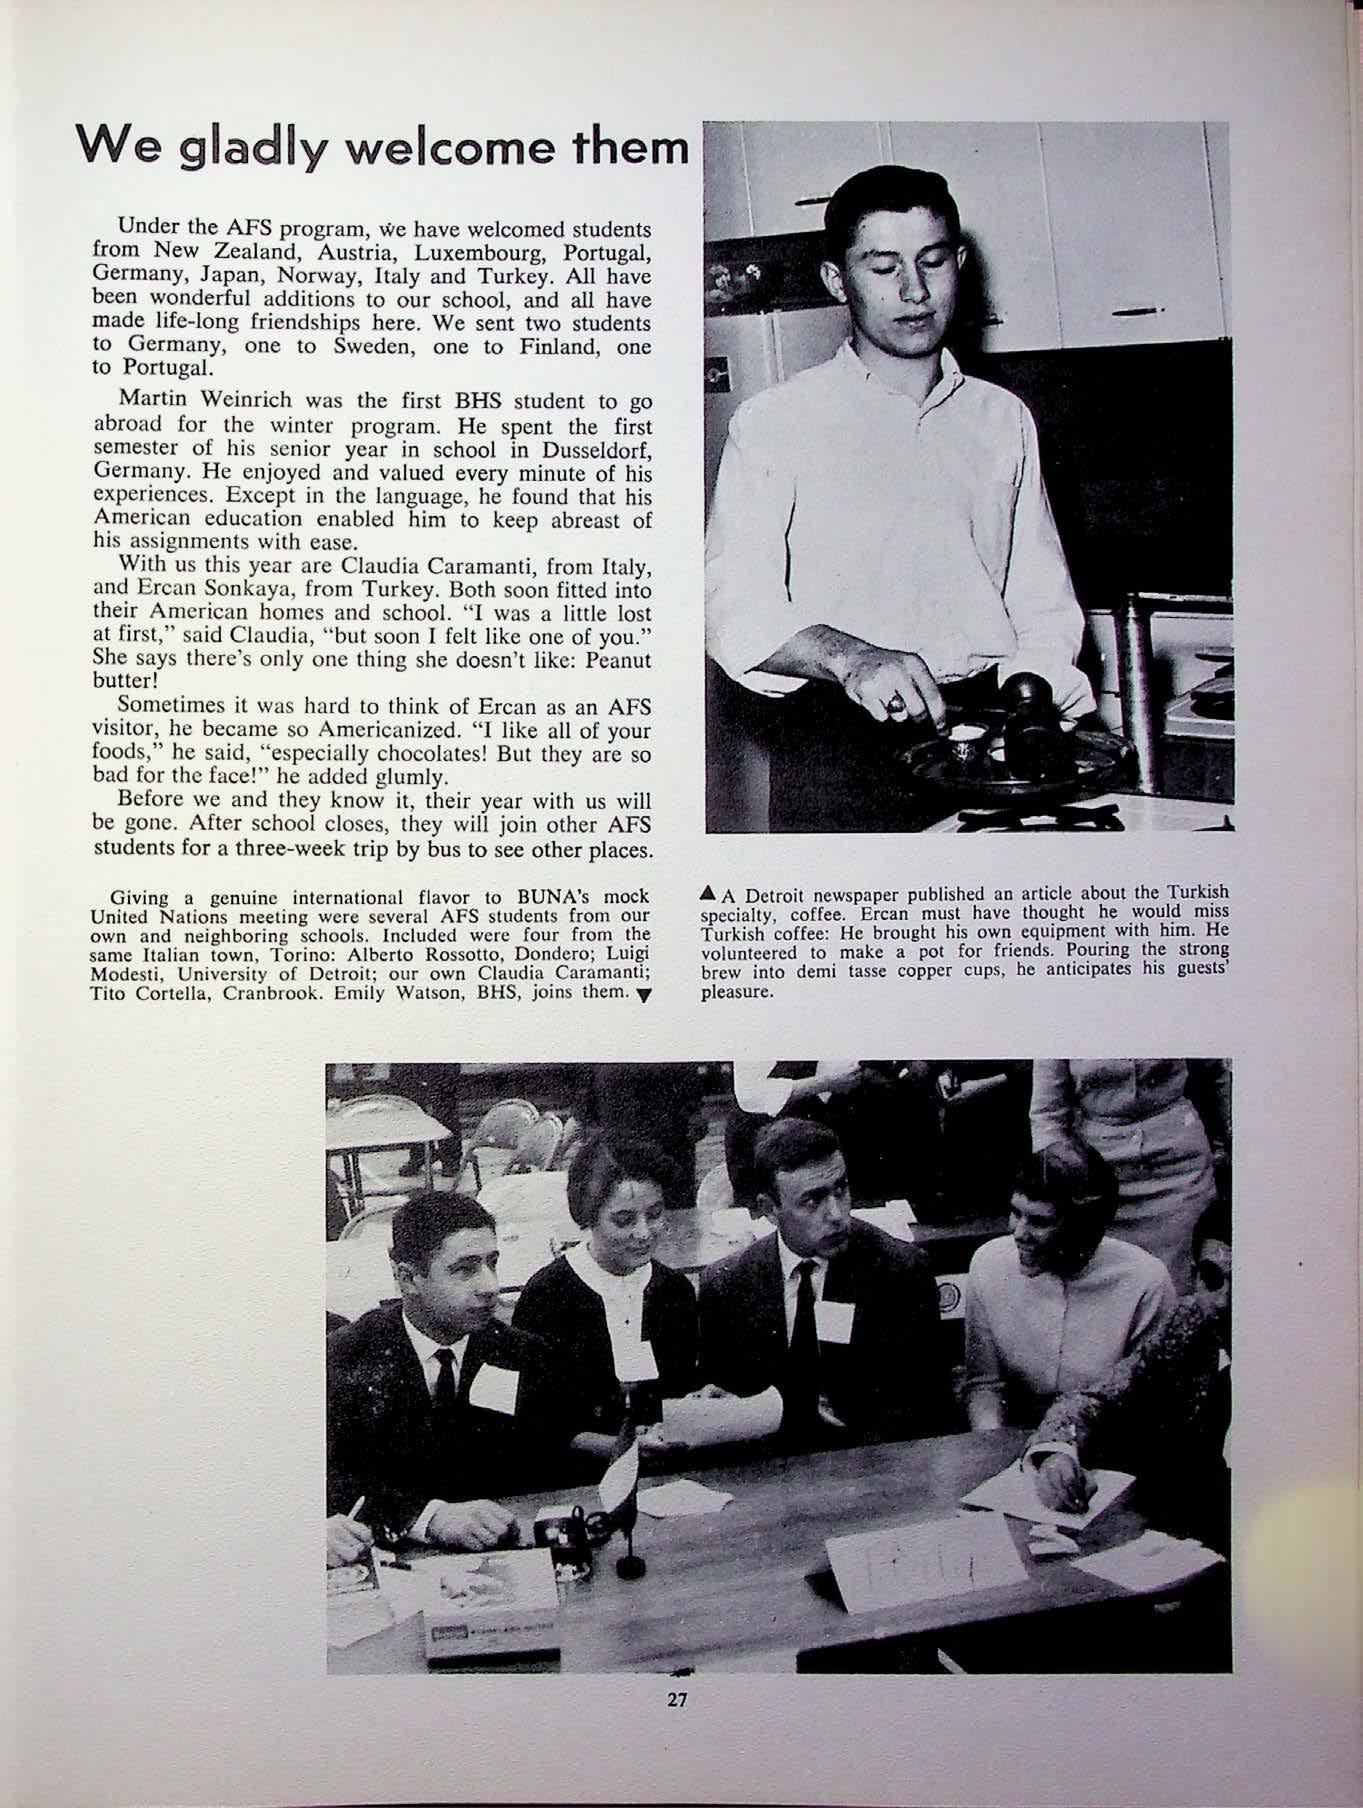 We gladly welcome them
Under the AFS program, we have welcomed students
from New Zealand, Austria, Luxembourg, Portugal,
Germany, Japan, Norway, Italy and Turkey. All have
been wonderful additions to our school, and all have
made life-long friendships here. We sent two students
to Germany, one to Sweden, one to Finland, one
to Portugal.
Martin Weinrich was the first BHS student to go
abroad for the winter program. He spent the first
semester of his senior year in school in Dusseldorf,
Germany. He enjoyed and valued every minute of his
experiences. Except in the language, he found that his
American education enabled him to keep abreast of
his assignments with ease.
With us this year are Claudia Caramanti, from Italy,
and Ercan Sonkaya, from Turkey. Both soon fitted into
their American homes and school. “I was a little lost
at first,” said Claudia, “but soon I felt like one of you.”
She says there's only one thing she doesn't like: Peanut
butter!
Sometimes it was hard to think of Ercan as an AFS
visitor, he became so Americanized. “I like all of your
foods,” he said, “especially chocolates! But they are so
bad for the face!” he added glumly.
Before we and they know it, their year with us will
be gone. After school closes, they will join other AFS
students for a three-week trip by bus to see other places.
Giving a genuine international flavor to BUNA's mock
United Nations meeting were several AFS students from our
own and neighboring schools. Included were four from the
same Italian town, Torino: Alberto Rossotto, Dondero; Luigi
Modesti, University of Detroit; our own Claudia Caramanti;
Tito Cortella, Cranbrook. Emily Watson, BHS, joins them. ▼
▲ A Detroit newspaper published an article about the Turkish
specialty, coffee. Ercan must have thought he would miss
Turkish coffee: He brought his own equipment with him. He
volunteered to make a pot for friends. Pouring the strong
brew into demi tasse copper cups, he anticipates his guests'
pleasure.
Italy
27